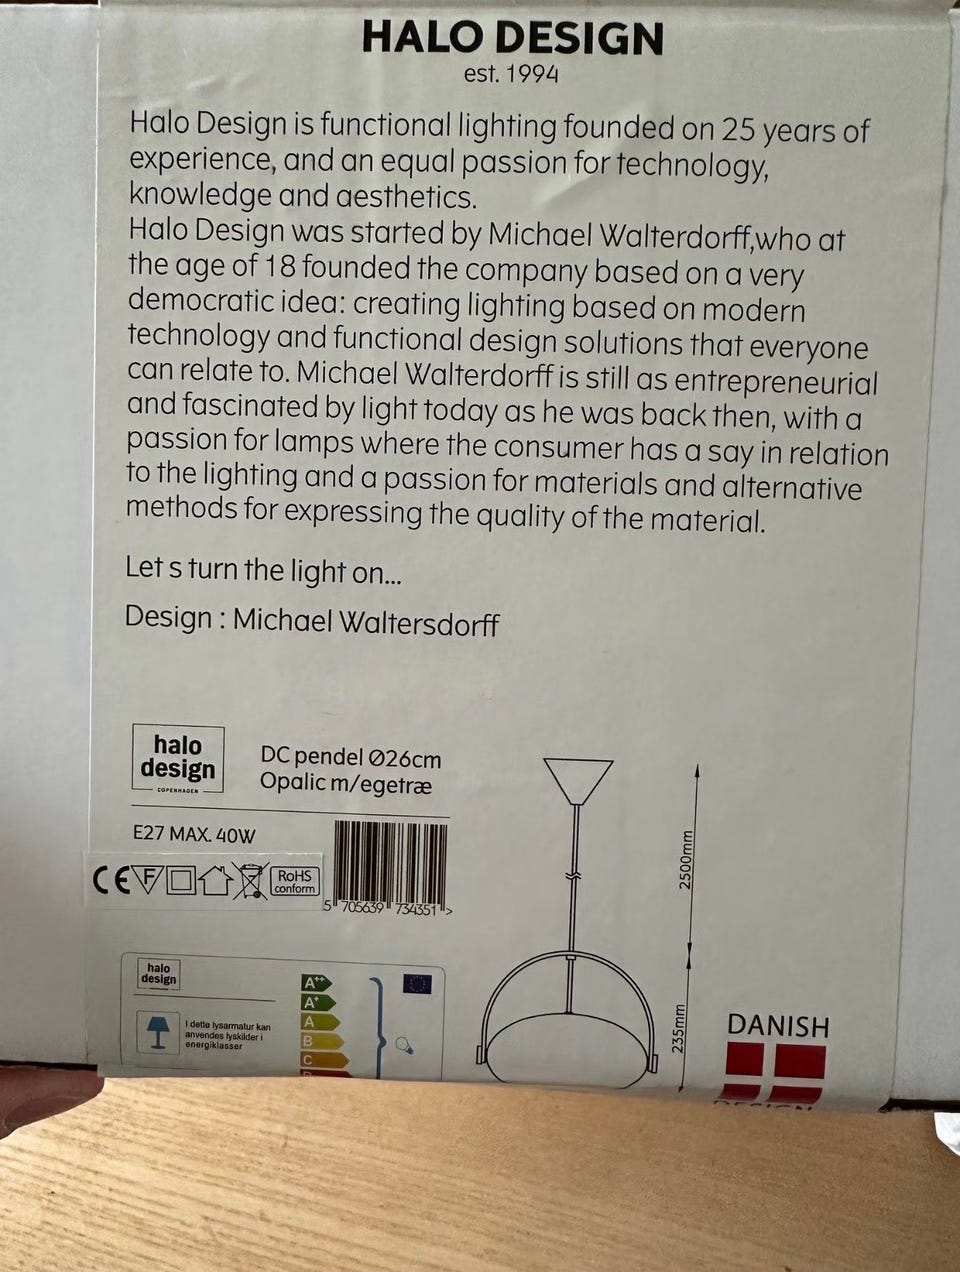 HALO DESIGN
est. 1994
Halo Design is functional lighting founded on 25 years of
experience, and an equal passion for technology,
knowledge and aesthetics.
Halo Design was started by Michael Walterdorff,who at
the age of 18 founded the company based on a very
democratic idea: creating lighting based on modern
technology and functional design solutions that everyone
can relate to. Michael Walterdorff is still as entrepreneurial
and fascinated by light today as he was back then, with a
passion for lamps where the consumer has a say in relation
to the lighting and a passion for materials and alternative
methods for expressing the quality of the material.
Let s turn the light on...
Design : Michael Waltersdorff
halo
design
COPENHAGEN
DC pendel Ø26cm
Opalic m/egetræ
E27 MAX. 40W
CE F RoHS
conform
5 705639 734351 >
2500mm
235mm
halo
design
I dette lysarmatur kan
anvendes lyskilder i
energiklasser
A++
A+
A
B
C
DANISH
DESIGN